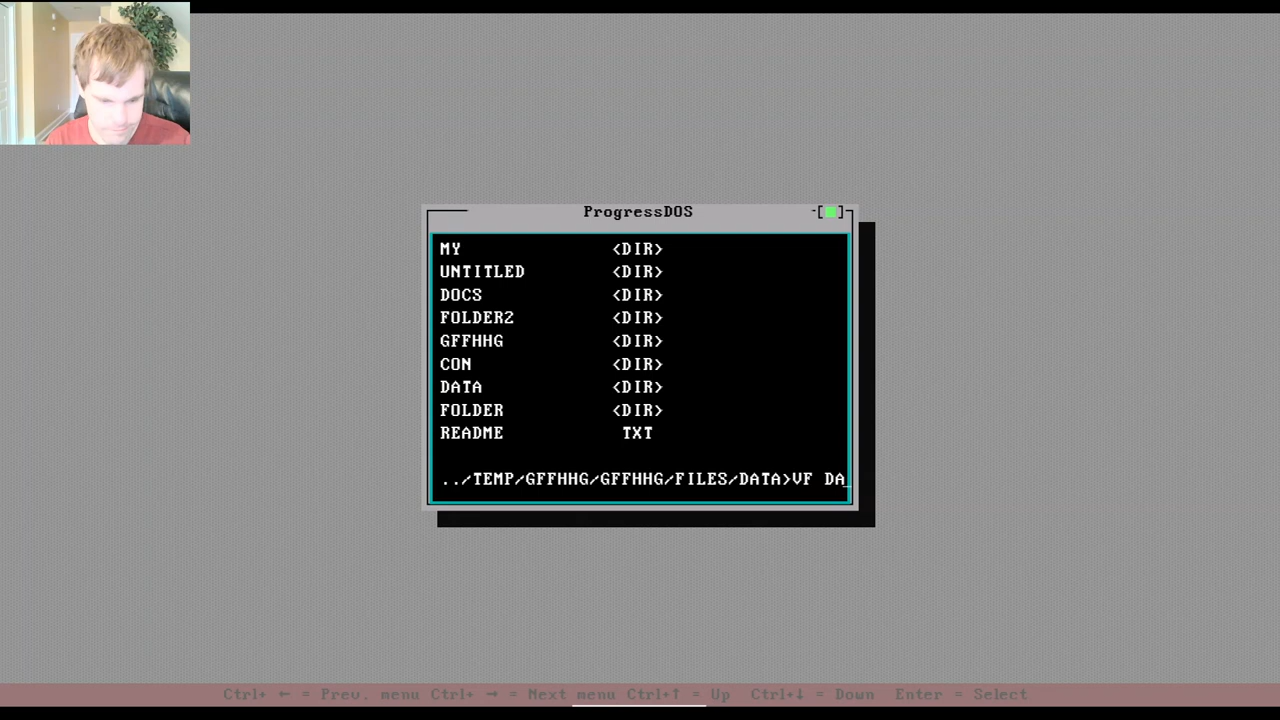 ProgressDOS
-[■]
MY <DIR>
UNTITLED <DIR>
DOCS <DIR>
FOLDER2 <DIR>
GFFHHG <DIR>
CON <DIR>
DATA <DIR>
FOLDER <DIR>
README TXT
../TEMP/GFFHHG/GFFHHG/FILES/DATA>VF DA_
Ctrl+ ← = Prev. menu Ctrl+ → = Next menu Ctrl+↑ = Up Ctrl+↓ = Down Enter = Select